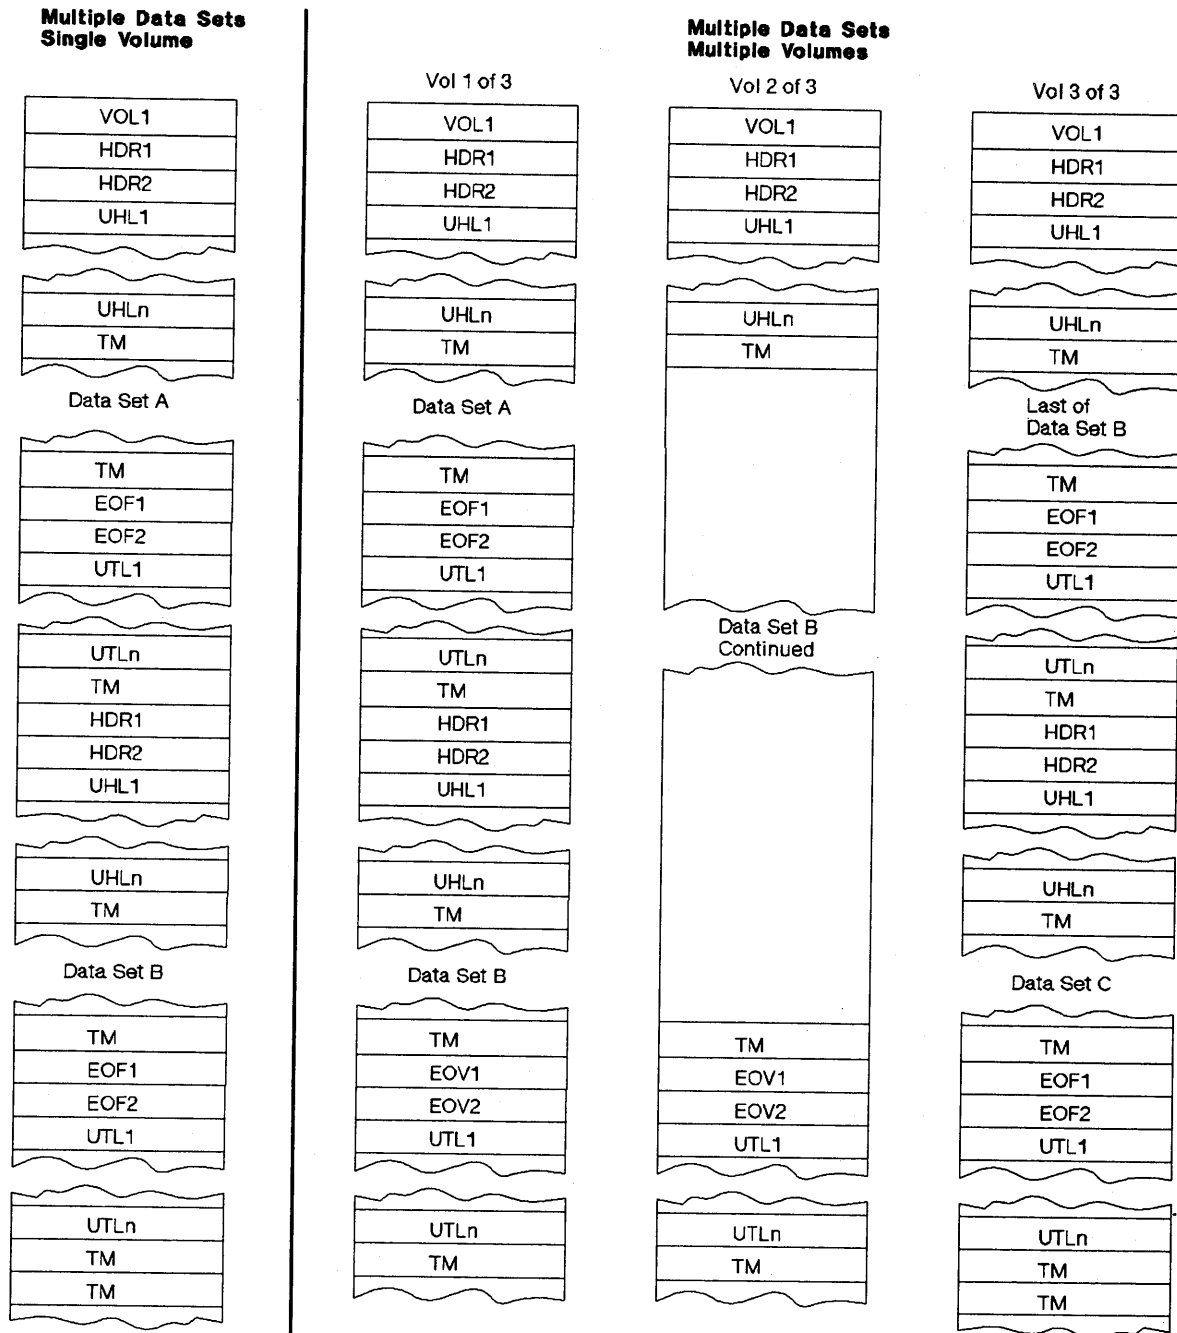 Multiple Data Sets
Single Volume
VOL1
HDR1
HDR2
UHL1
UHLn
TM
Data Set A
TM
EOF1
EOF2
UTL1
UTLn
TM
HDR1
HDR2
UHL1
UHLn
TM
Data Set B
TM
EOF1
EOF2
UTL1
UTLn
TM
TM
Multiple Data Sets
Multiple Volumes
Vol 1 of 3
VOL1
HDR1
HDR2
UHL1
UHLn
TM
Data Set A
TM
EOF1
EOF2
UTL1
UTLn
TM
HDR1
HDR2
UHL1
UHLn
TM
Data Set B
TM
EOV1
EOV2
UTL1
UTLn
TM
Vol 2 of 3
VOL1
HDR1
HDR2
UHL1
UHLn
TM
Data Set B
Continued
TM
EOV1
EOV2
UTL1
UTLn
TM
Vol 3 of 3
VOL1
HDR1
HDR2
UHL1
UHLn
TM
Last of
Data Set B
TM
EOF1
EOF2
UTL1
UTLn
TM
HDR1
HDR2
UHL1
UHLn
TM
Data Set C
TM
EOF1
EOF2
UTL1
UTLn
TM
TM